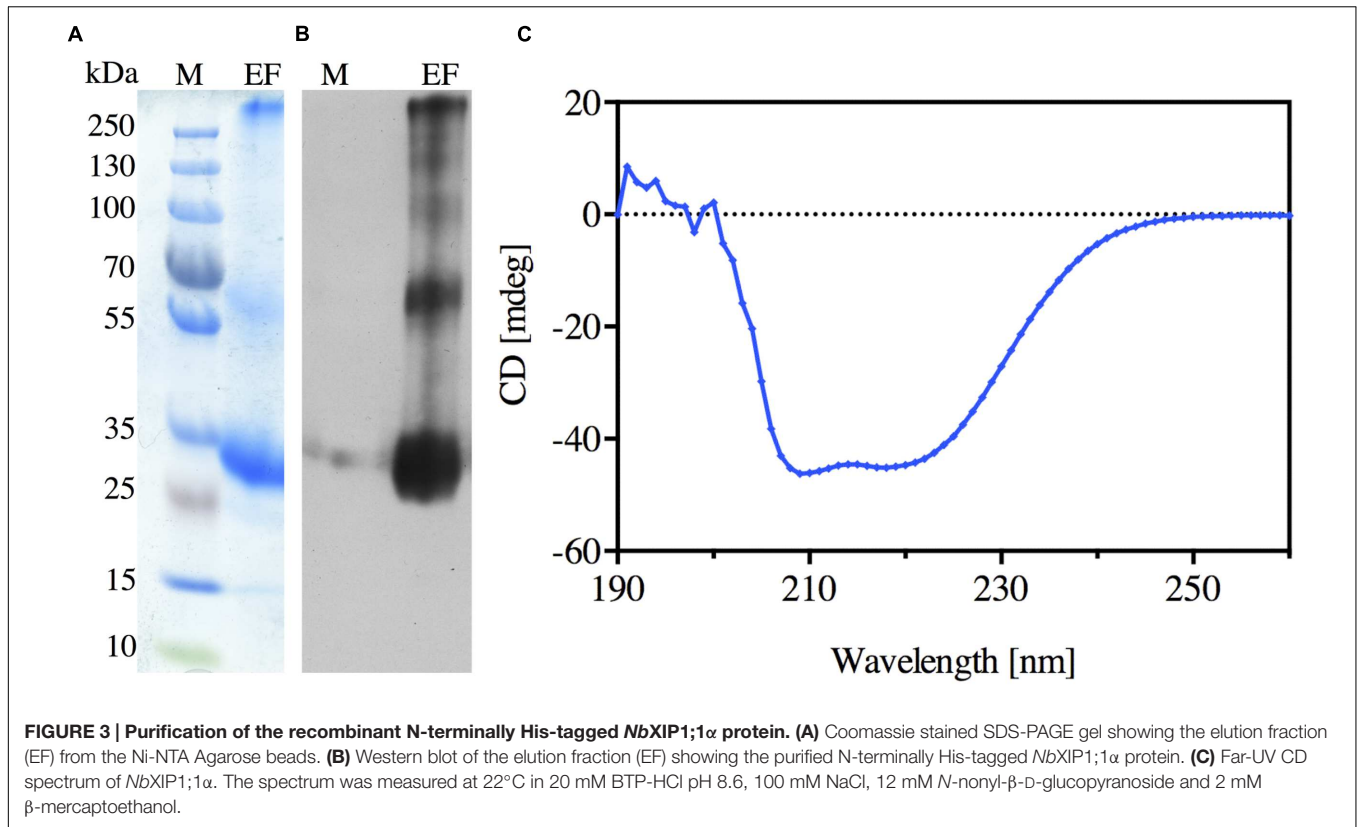 A
B
C
kDa M EF
M EF
250
130
100
70
55
35
25
15
10
20
0
-20
-40
-60
CD [mdeg]
190 210 230 250
Wavelength [nm]
FIGURE 3 | Purification of the recombinant N-terminally His-tagged NbXIP1;1α protein. (A) Coomassie stained SDS-PAGE gel showing the elution fraction
(EF) from the Ni-NTA Agarose beads. (B) Western blot of the elution fraction (EF) showing the purified N-terminally His-tagged NbXIP1;1α protein. (C) Far-UV CD
spectrum of NbXIP1;1α. The spectrum was measured at 22°C in 20 mM BTP-HCl pH 8.6, 100 mM NaCl, 12 mM N-nonyl-β-D-glucopyranoside and 2 mM
β-mercaptoethanol.